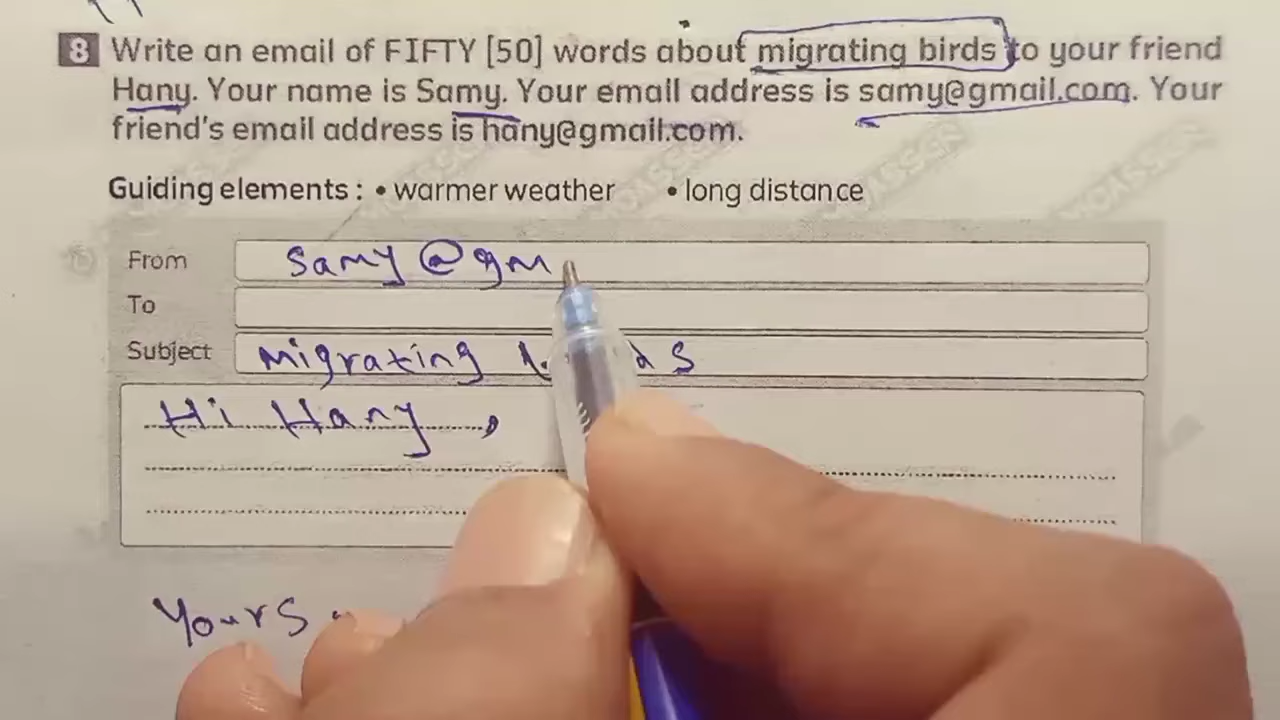 8 Write an email of FIFTY [50] words about migrating birds to your friend
Hany. Your name is Samy. Your email address is samy@gmail.com. Your
friend's email address is hany@gmail.com.
Guiding elements : • warmer weather • long distance
From Samy @gm
To
Subject Migrating
Hi Hany ,
Yours